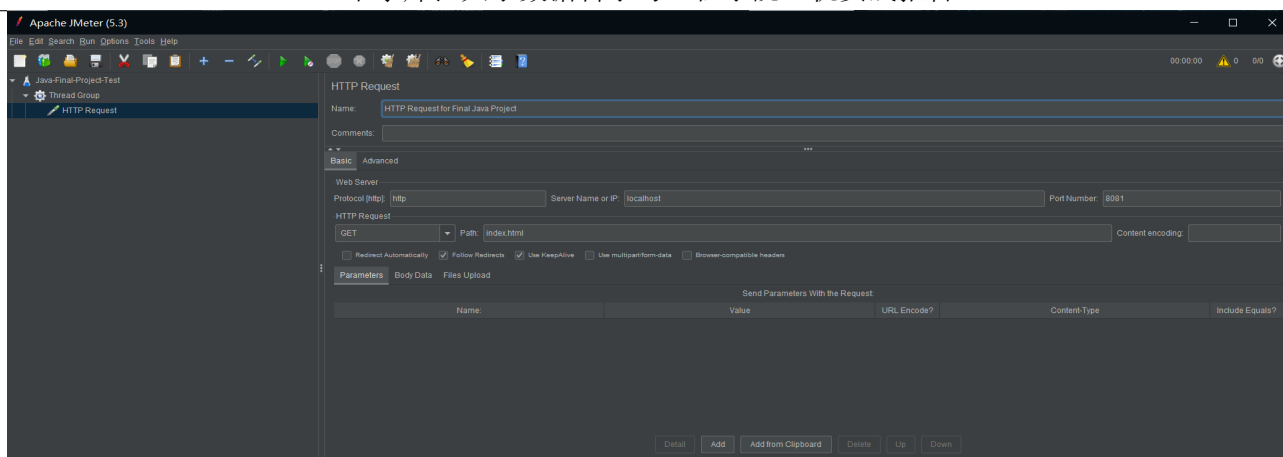 Apache JMeter (5.3)
File Edit Search Run Options Tools Help
00:00:00 0 0/0
Java-Final-Project-Test
Thread Group
HTTP Request
HTTP Request
Name: HTTP Request for Final Java Project
Comments:
Basic Advanced
Web Server
Protocol [http]: http Server Name or IP: localhost Port Number: 8081
HTTP Request
GET Path: index.html Content encoding:
Redirect Automatically Follow Redirects Use KeepAlive Use multipart/form-data Browser-compatible headers
Parameters Body Data Files Upload
Send Parameters With the Request:
Name: Value URL Encode? Content-Type Include Equals?
Detail Add Add from Clipboard Delete Up Down